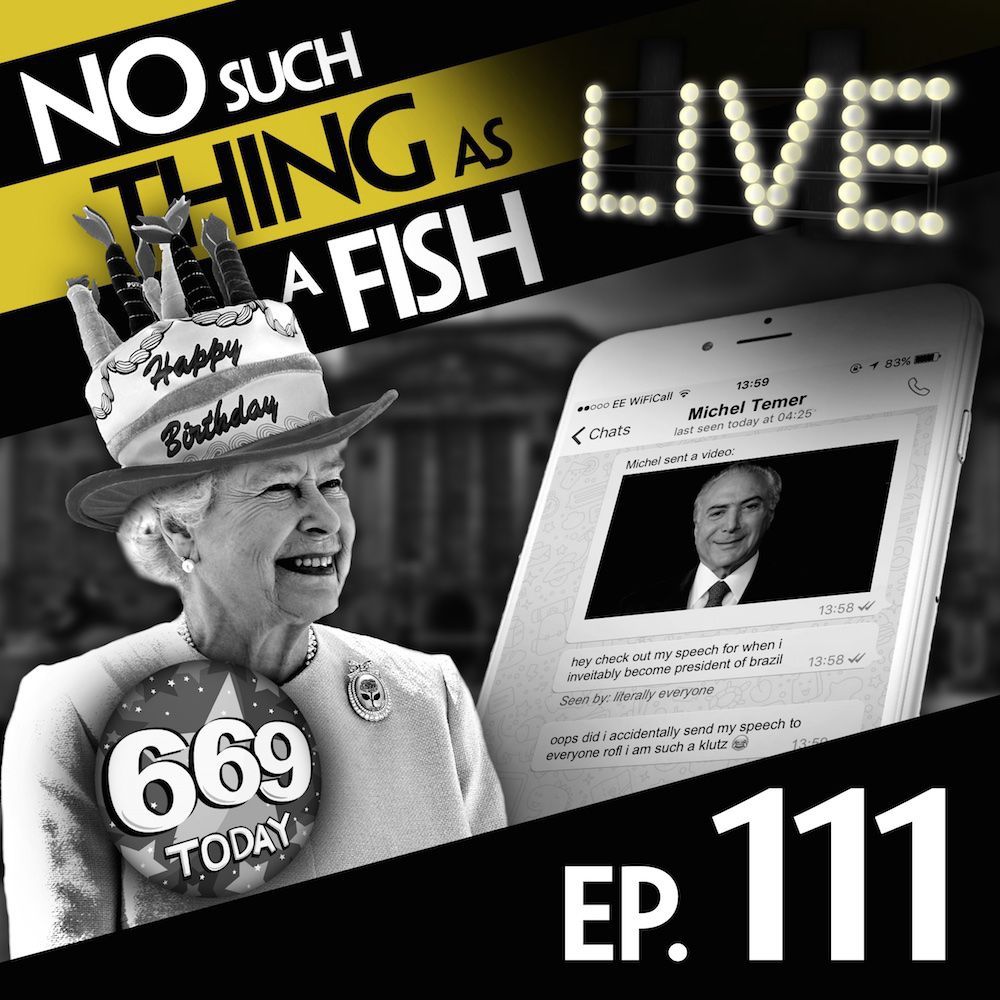 NO SUCH
THING AS
A FISH
LIVE
Happy
Birthday
669
TODAY
EE WiFiCall
13:59
83%
Chats
Michel Temer
last seen today at 04:25
Michel sent a video:
13:58
hey check out my speech for when i
inveitably become president of brazil
13:58
Seen by: literally everyone
oops did i accidentally send my speech to
everyone rofl i am such a klutz 😂
EP. 111